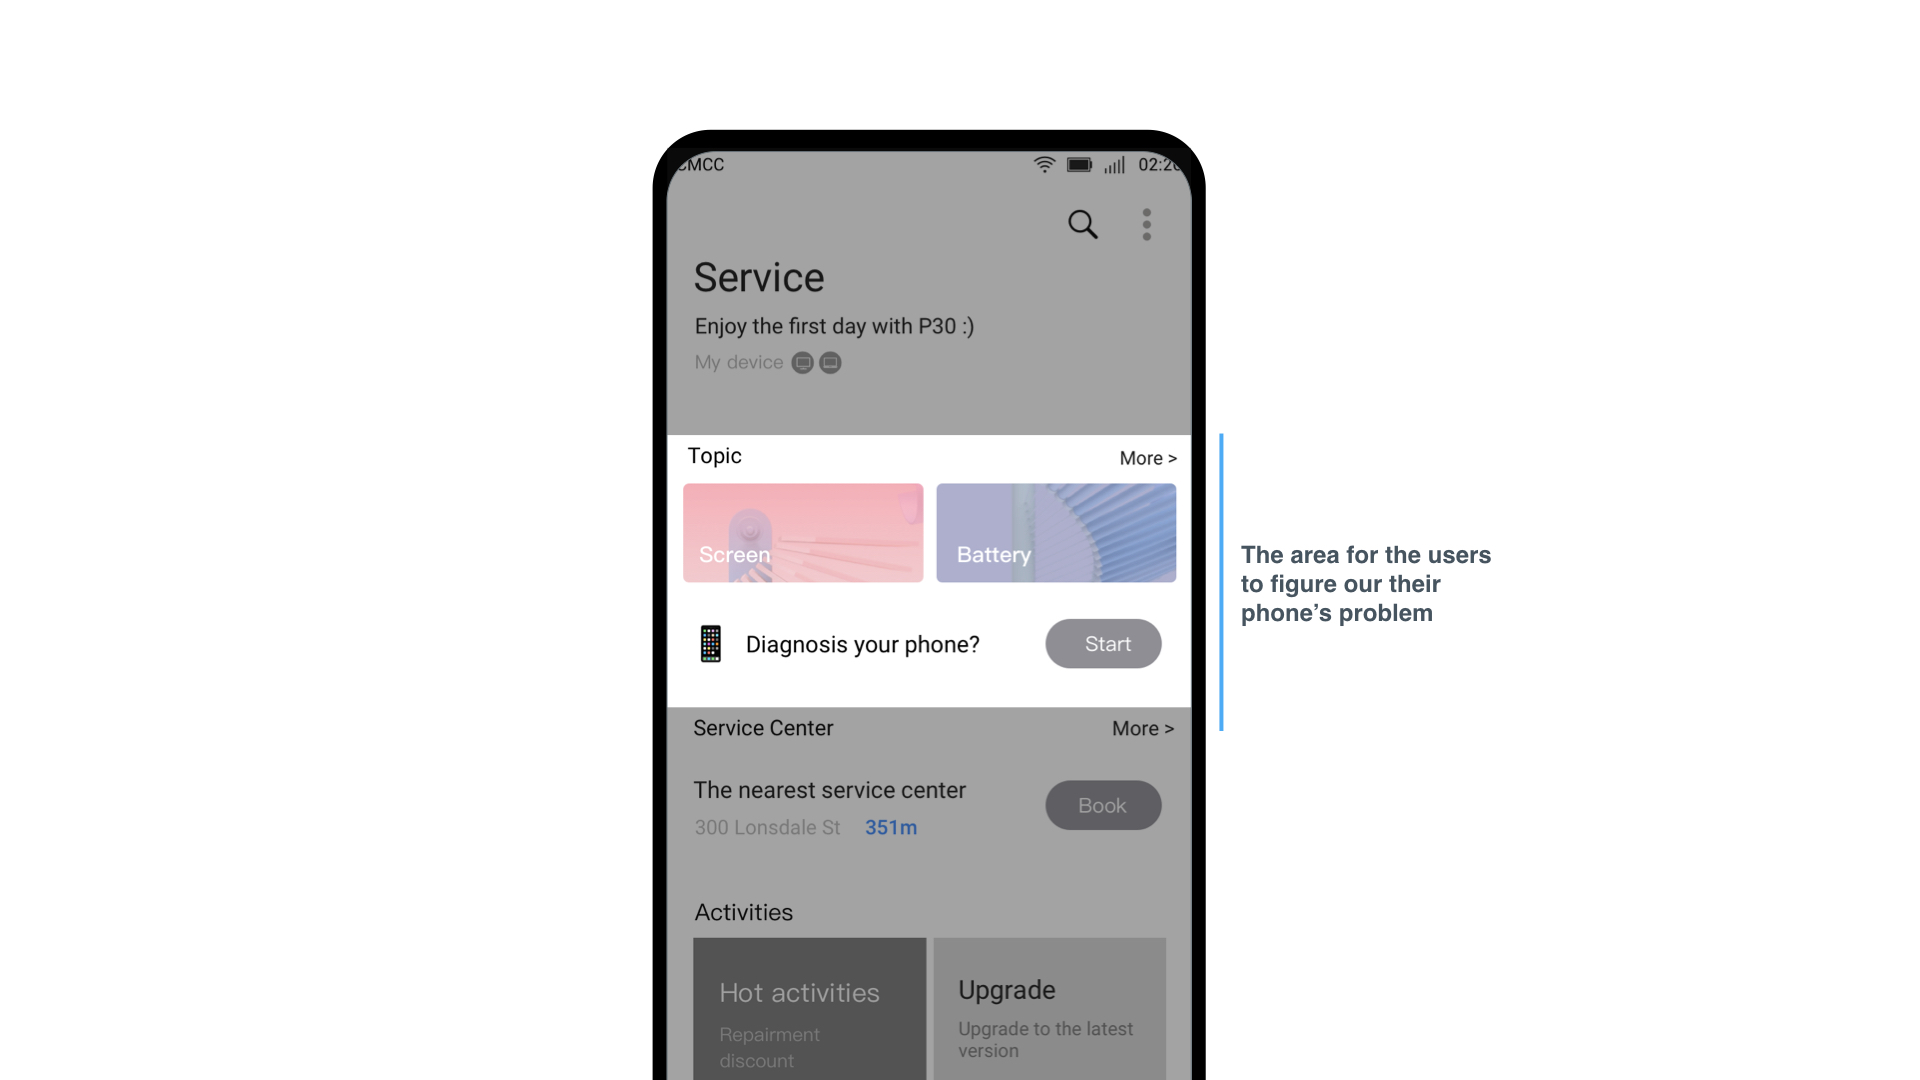 CMCC 02:26
Service
Enjoy the first day with P30 :)
My device
Topic More >
Screen Battery
Diagnosis your phone? Start
The area for the users
to figure our their
phone’s problem
Service Center More >
The nearest service center
300 Lonsdale St 351m
Book
Activities
Hot activities
Repairment
discount
Upgrade
Upgrade to the latest
version